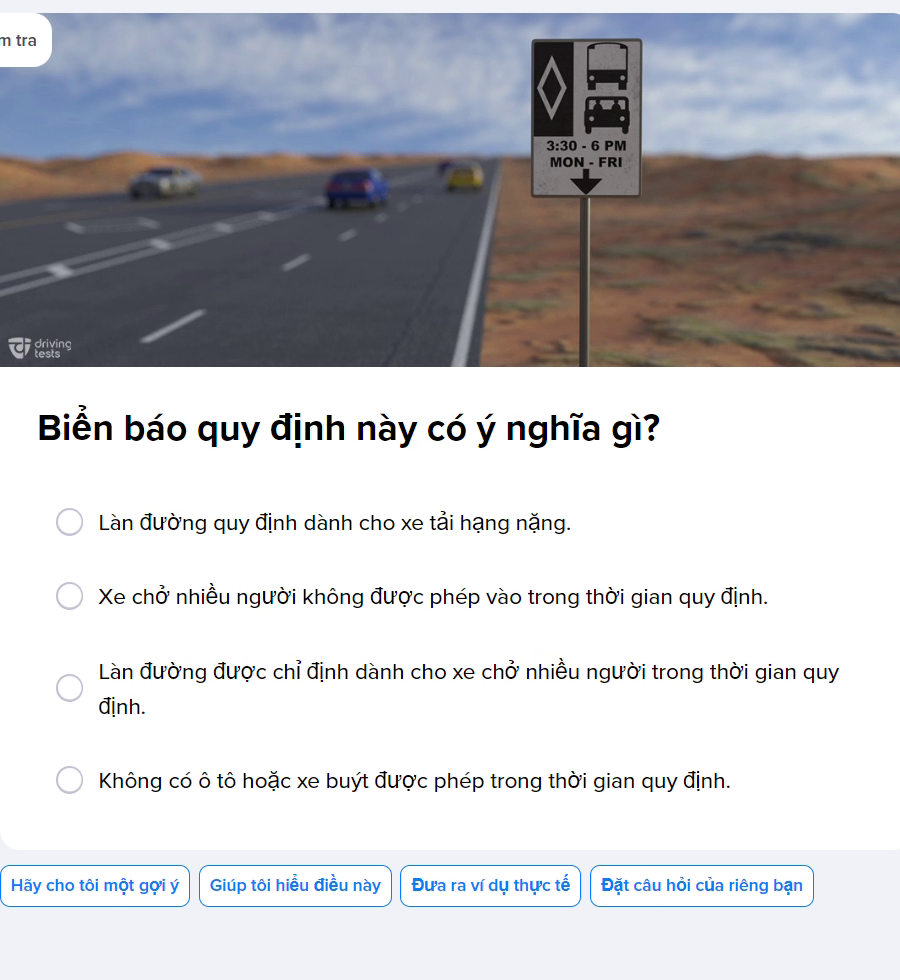 m tra
3:30 - 6 PM
MON - FRI
driving
tests
Biển báo quy định này có ý nghĩa gì?
Làn đường quy định dành cho xe tải hạng nặng.
Xe chở nhiều người không được phép vào trong thời gian quy định.
Làn đường được chỉ định dành cho xe chở nhiều người trong thời gian quy
định.
Không có ô tô hoặc xe buýt được phép trong thời gian quy định.
Hãy cho tôi một gợi ý
Giúp tôi hiểu điều này
Đưa ra ví dụ thực tế
Đặt câu hỏi của riêng bạn